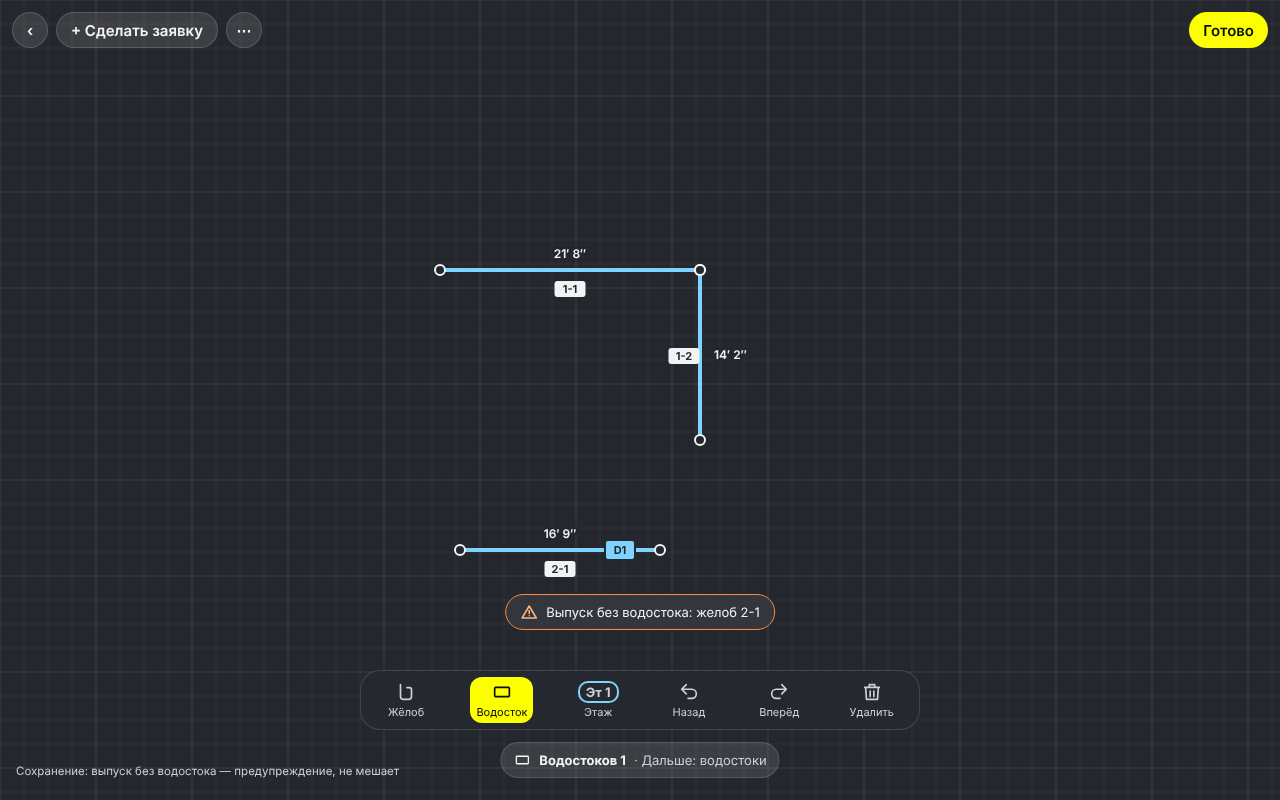 ‹
+ Сделать заявку
⋯
Готово
21′ 8″
1-1
1-2
14′ 2″
16′ 9″
D1
2-1
Выпуск без водостока: желоб 2-1
Эт 1
Жёлоб
Водосток
Этаж
Назад
Вперёд
Удалить
Водостоков 1 · Дальше: водостоки
Сохранение: выпуск без водостока — предупреждение, не мешает